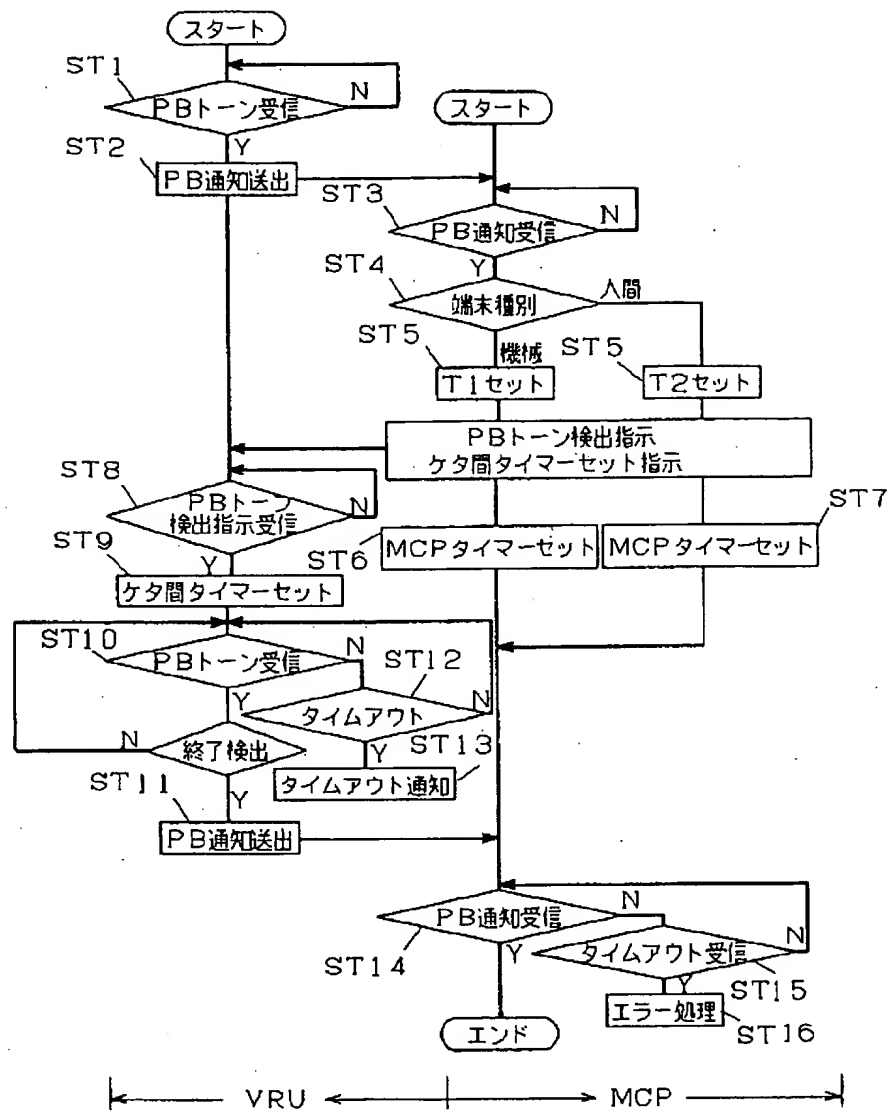 スタート
ST1
PBトーン受信
N
Y
ST2
PB通知送出
スタート
ST3
PB通知受信
N
Y
ST4
端末種別
人間
機械
ST5
T1セット
ST5
T2セット
PBトーン検出指示
ケタ間タイマーセット指示
ST8
PBトーン
検出指示受信
N
Y
ST9
ケタ間タイマーセット
ST6
MCPタイマーセット
ST7
MCPタイマーセット
ST10
PBトーン受信
N
Y
ST12
タイムアウト
N
Y
ST13
タイムアウト通知
終了検出
N
Y
ST11
PB通知送出
PB通知受信
N
Y
ST14
タイムアウト受信
N
Y
ST15
エラー処理
ST16
エンド
VRU
MCP